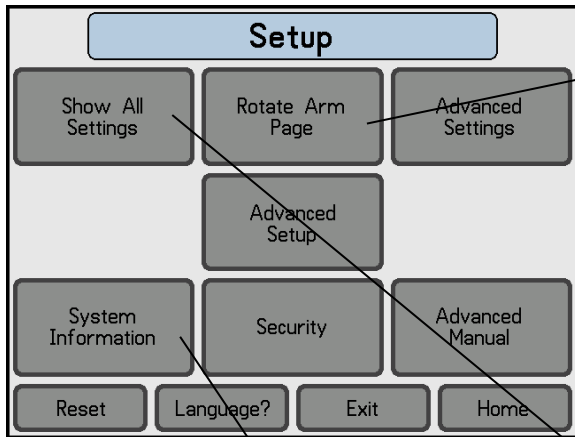 Setup
Show All
Settings
Rotate Arm
Page
Advanced
Settings
Advanced
Setup
System
Information
Security
Advanced
Manual
Reset
Language?
Exit
Home